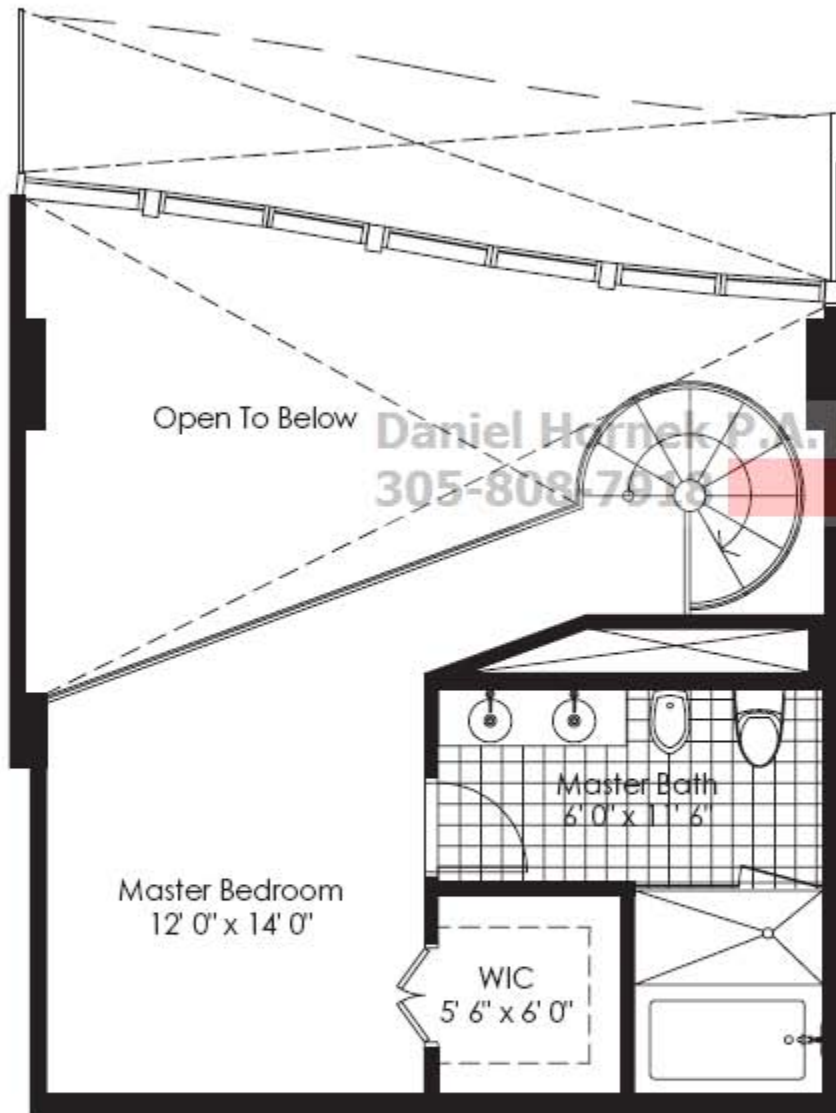 Open To Below
Daniel Hornek P.A.
305-808-7918
Master Bath
6' 0" x 11' 6"
Master Bedroom
12' 0" x 14' 0"
WIC
5' 6" x 6' 0"